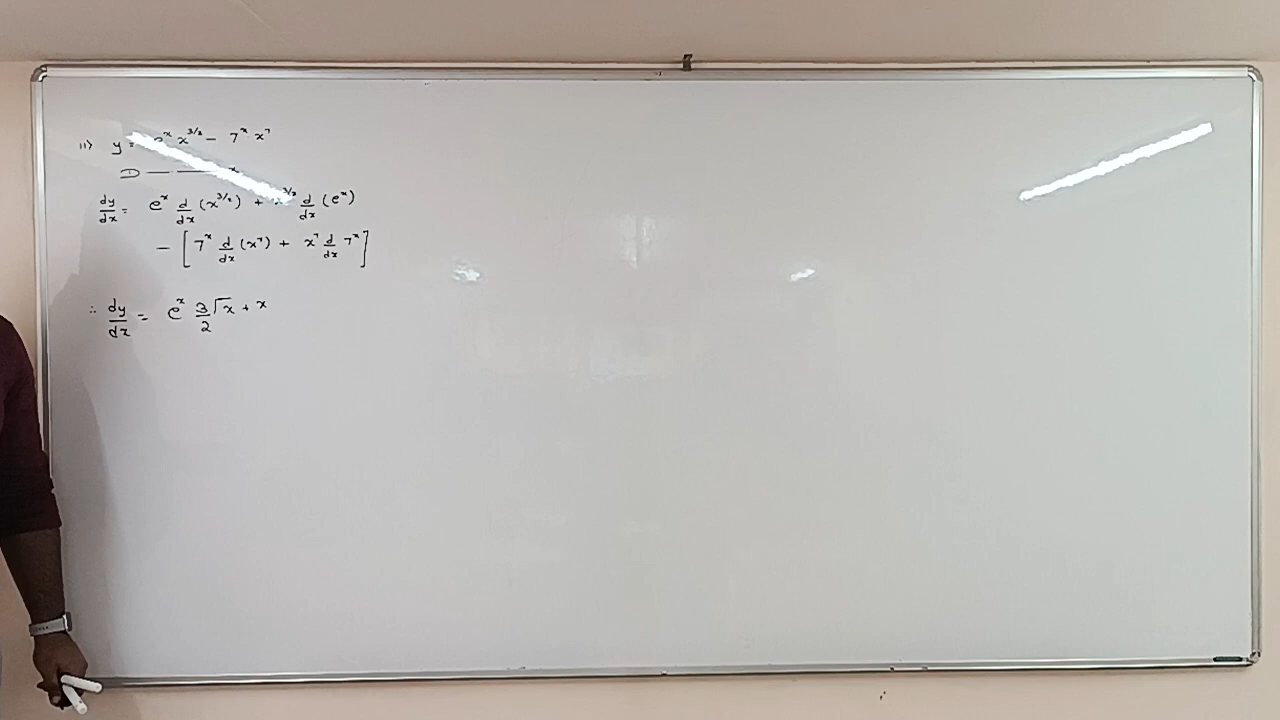 11) y = e^x x^{3/2} - 7^x x^7
D — — x
dy/dx = e^x d/dx (x^{3/2}) + x^{3/2} d/dx (e^x)
- [ 7^x d/dx (x^7) + x^7 d/dx 7^x ]
∴ dy/dx = e^x 3/2 √x + x